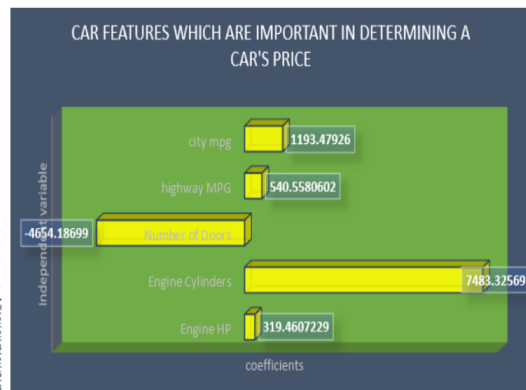 CAR FEATURES WHICH ARE IMPORTANT IN DETERMINING A
CAR'S PRICE
Independent variable
city mpg
1193.47926
highway MPG
540.5580602
Number of Doors
-4654.18699
Engine Cylinders
7483.32569
Engine HP
319.4607229
coefficients